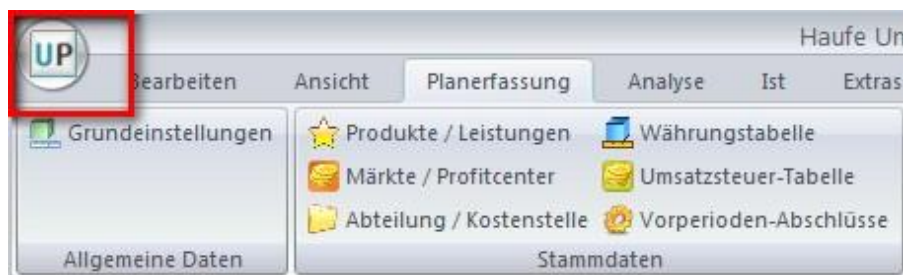 Haufe Un
UP
Bearbeiten Ansicht Planerfassung Analyse Ist Extras
Grundeinstellungen Produkte / Leistungen Währungstabelle
Märkte / Profitcenter Umsatzsteuer-Tabelle
Abteilung / Kostenstelle Vorperioden-Abschlüsse
Allgemeine Daten Stammdaten